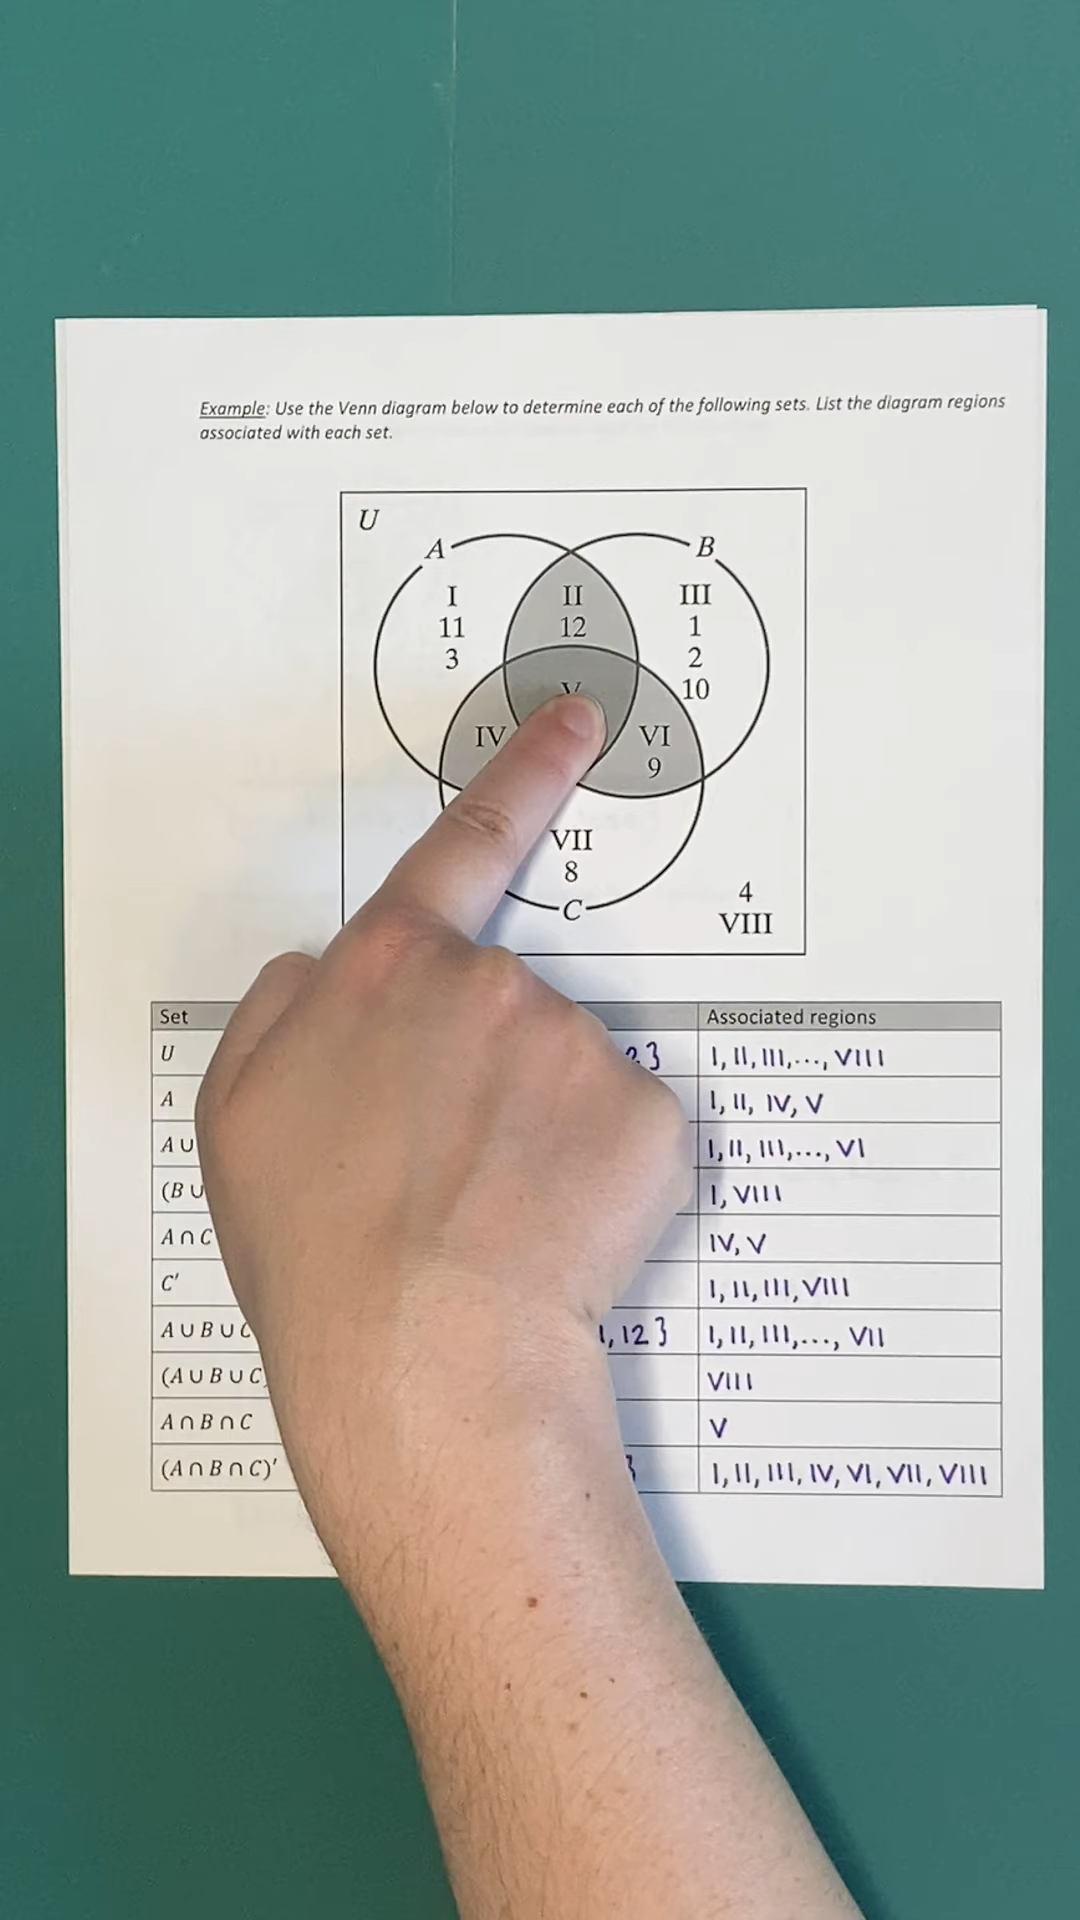 Example: Use the Venn diagram below to determine each of the following sets. List the diagram regions
associated with each set.
U
A
B
I
II
III
11
12
1
3
2
V
10
IV
VI
9
VII
8
C
4
VIII
Set Associated regions
U 2} I, II, III,..., VIII
A I, II, IV, V
A ∪ I, II, III,..., VI
(B ∪ I, VIII
A ∩ C IV, V
C' I, II, III, VIII
A ∪ B ∪ C 1, 12} I, II, III,..., VII
(A ∪ B ∪ C VIII
A ∩ B ∩ C V
(A ∩ B ∩ C)' } I, II, III, IV, VI, VII, VIII